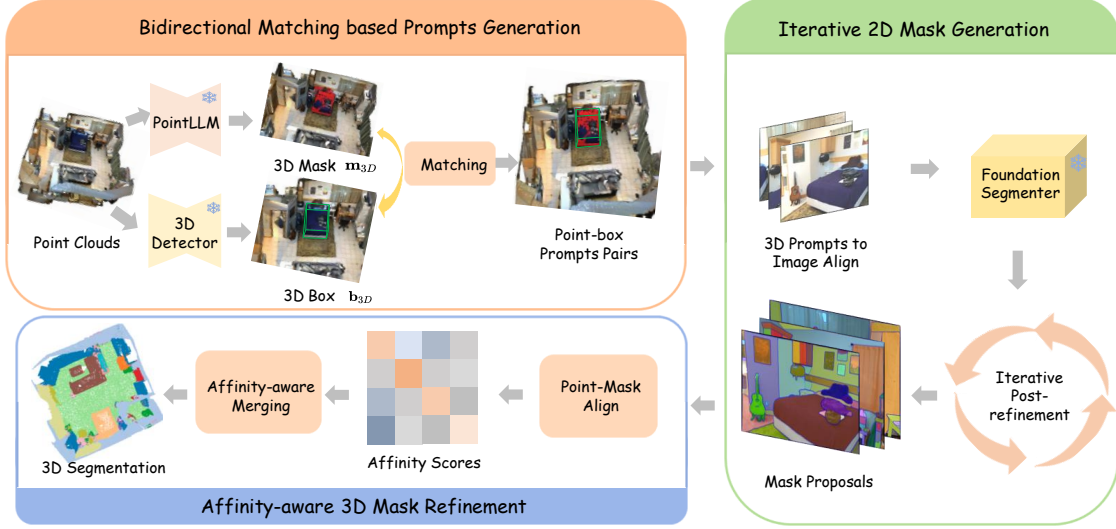 Bidirectional Matching based Prompts Generation
PointLLM
3D Mask m3D
Matching
Point Clouds
3D
Detector
3D Box b3D
Point-box
Prompts Pairs
Iterative 2D Mask Generation
3D Prompts to
Image Align
Foundation
Segmenter
Iterative
Post-
refinement
Mask Proposals
Point-Mask
Align
Affinity Scores
Affinity-aware
Merging
3D Segmentation
Affinity-aware 3D Mask Refinement